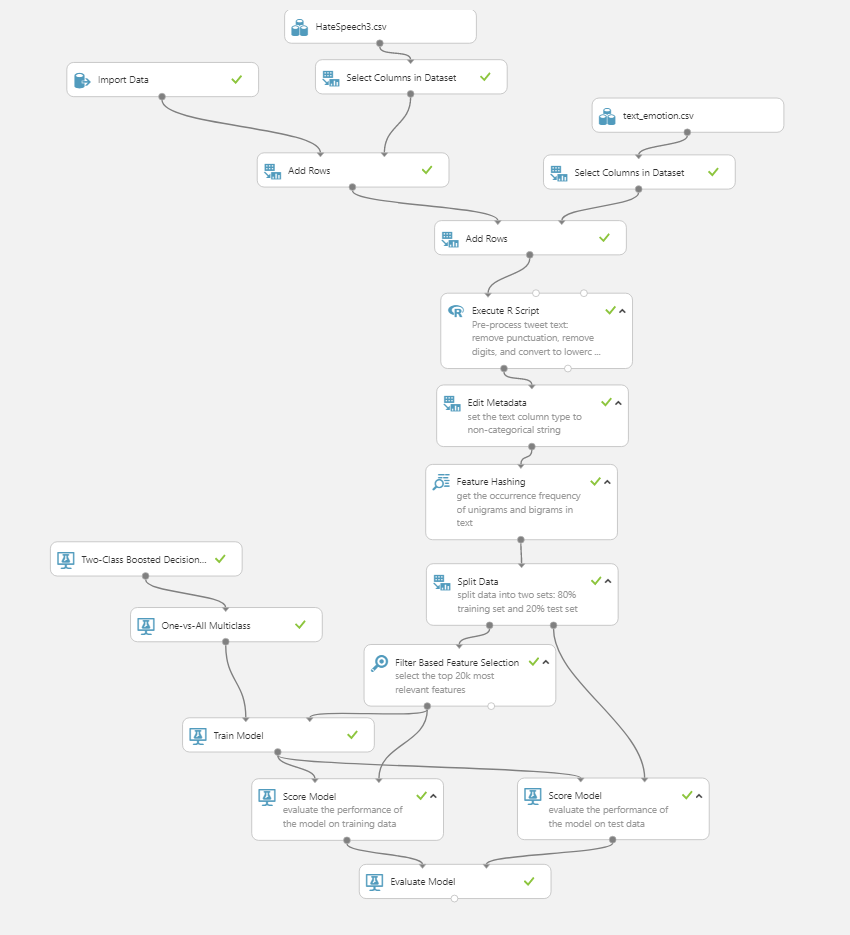 HateSpeech3.csv
Import Data
Select Columns in Dataset
text_emotion.csv
Add Rows
Select Columns in Dataset
Add Rows
Execute R Script
Pre-process tweet text:
remove punctuation, remove
digits, and convert to lowerc ...
Edit Metadata
set the text column type to
non-categorical string
Feature Hashing
get the occurrence frequency
of unigrams and bigrams in
text
Two-Class Boosted Decision...
Split Data
split data into two sets: 80%
training set and 20% test set
One-vs-All Multiclass
Filter Based Feature Selection
select the top 20k most
relevant features
Train Model
Score Model
evaluate the performance of
the model on training data
Score Model
evaluate the performance of
the model on test data
Evaluate Model